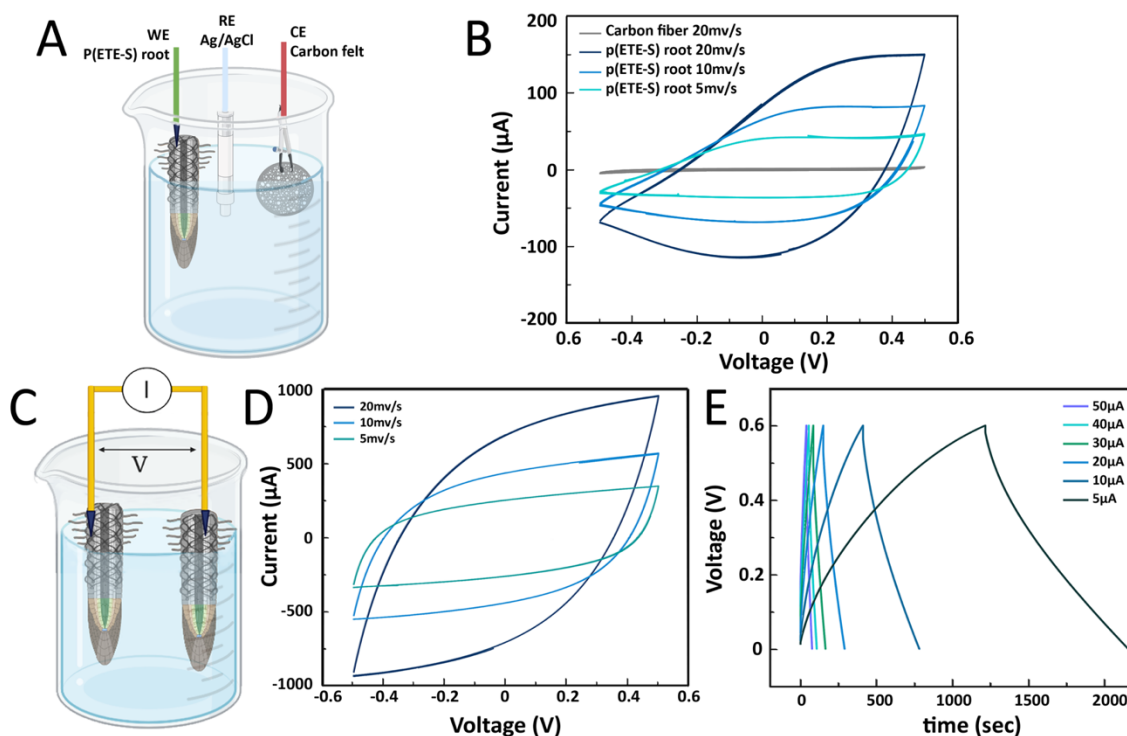 A
WE
P(ETE-S) root
RE
Ag/AgCl
CE
Carbon felt
B
Carbon fiber 20mv/s
p(ETE-S) root 20mv/s
p(ETE-S) root 10mv/s
p(ETE-S) root 5mv/s
200
100
0
-100
-200
Current (µA)
0.6
-0.4
-0.2
0
0.2
0.4
0.6
Voltage (V)
C
I
V
D
20mv/s
10mv/s
5mv/s
1000
500
0
-500
-1000
Current (µA)
-0.6
-0.4
-0.2
0
0.2
0.4
0.6
Voltage (V)
E
50µA
40µA
30µA
20µA
10µA
5µA
0.6
0.4
0.2
0
Voltage (V)
0
500
1000
1500
2000
time (sec)